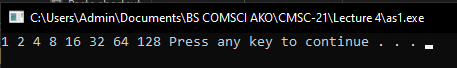 C:\Users\Admin\Documents\BS COMSCI AKO\CMSC-21\Lecture 4\as1.exe
1 2 4 8 16 32 64 128 Press any key to continue . . .